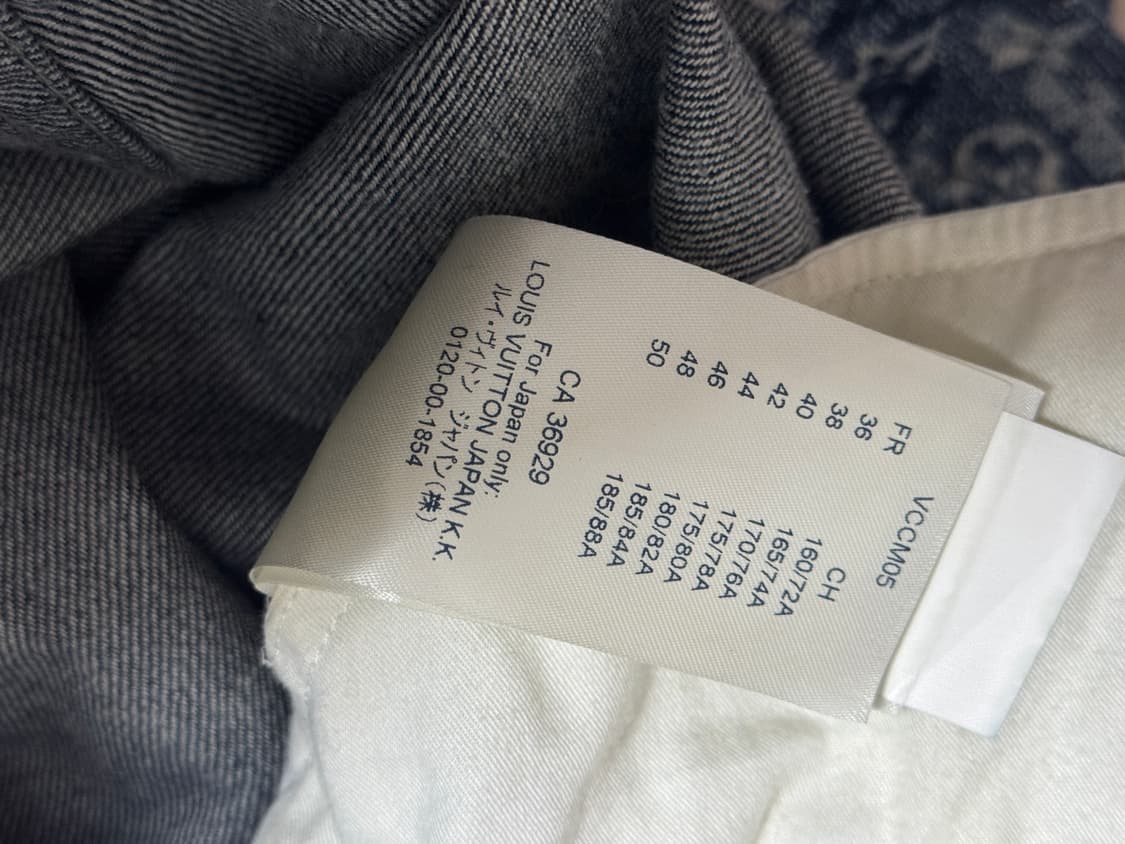 VCCM05
FR CH
36 160/72A
38 165/74A
40 170/76A
42 175/78A
44 175/80A
46 180/82A
48 185/84A
50 185/88A
CA 36929
For Japan only:
LOUIS VUITTON JAPAN K.K.
ルイ・ヴィトン ジャパン(株)
0120-00-1854